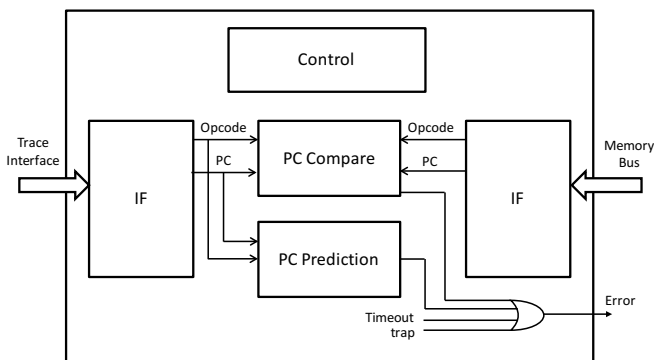 Control
Trace
Interface
IF
Opcode
PC
PC Compare
Opcode
PC
IF
Memory
Bus
PC Prediction
Timeout
trap
Error